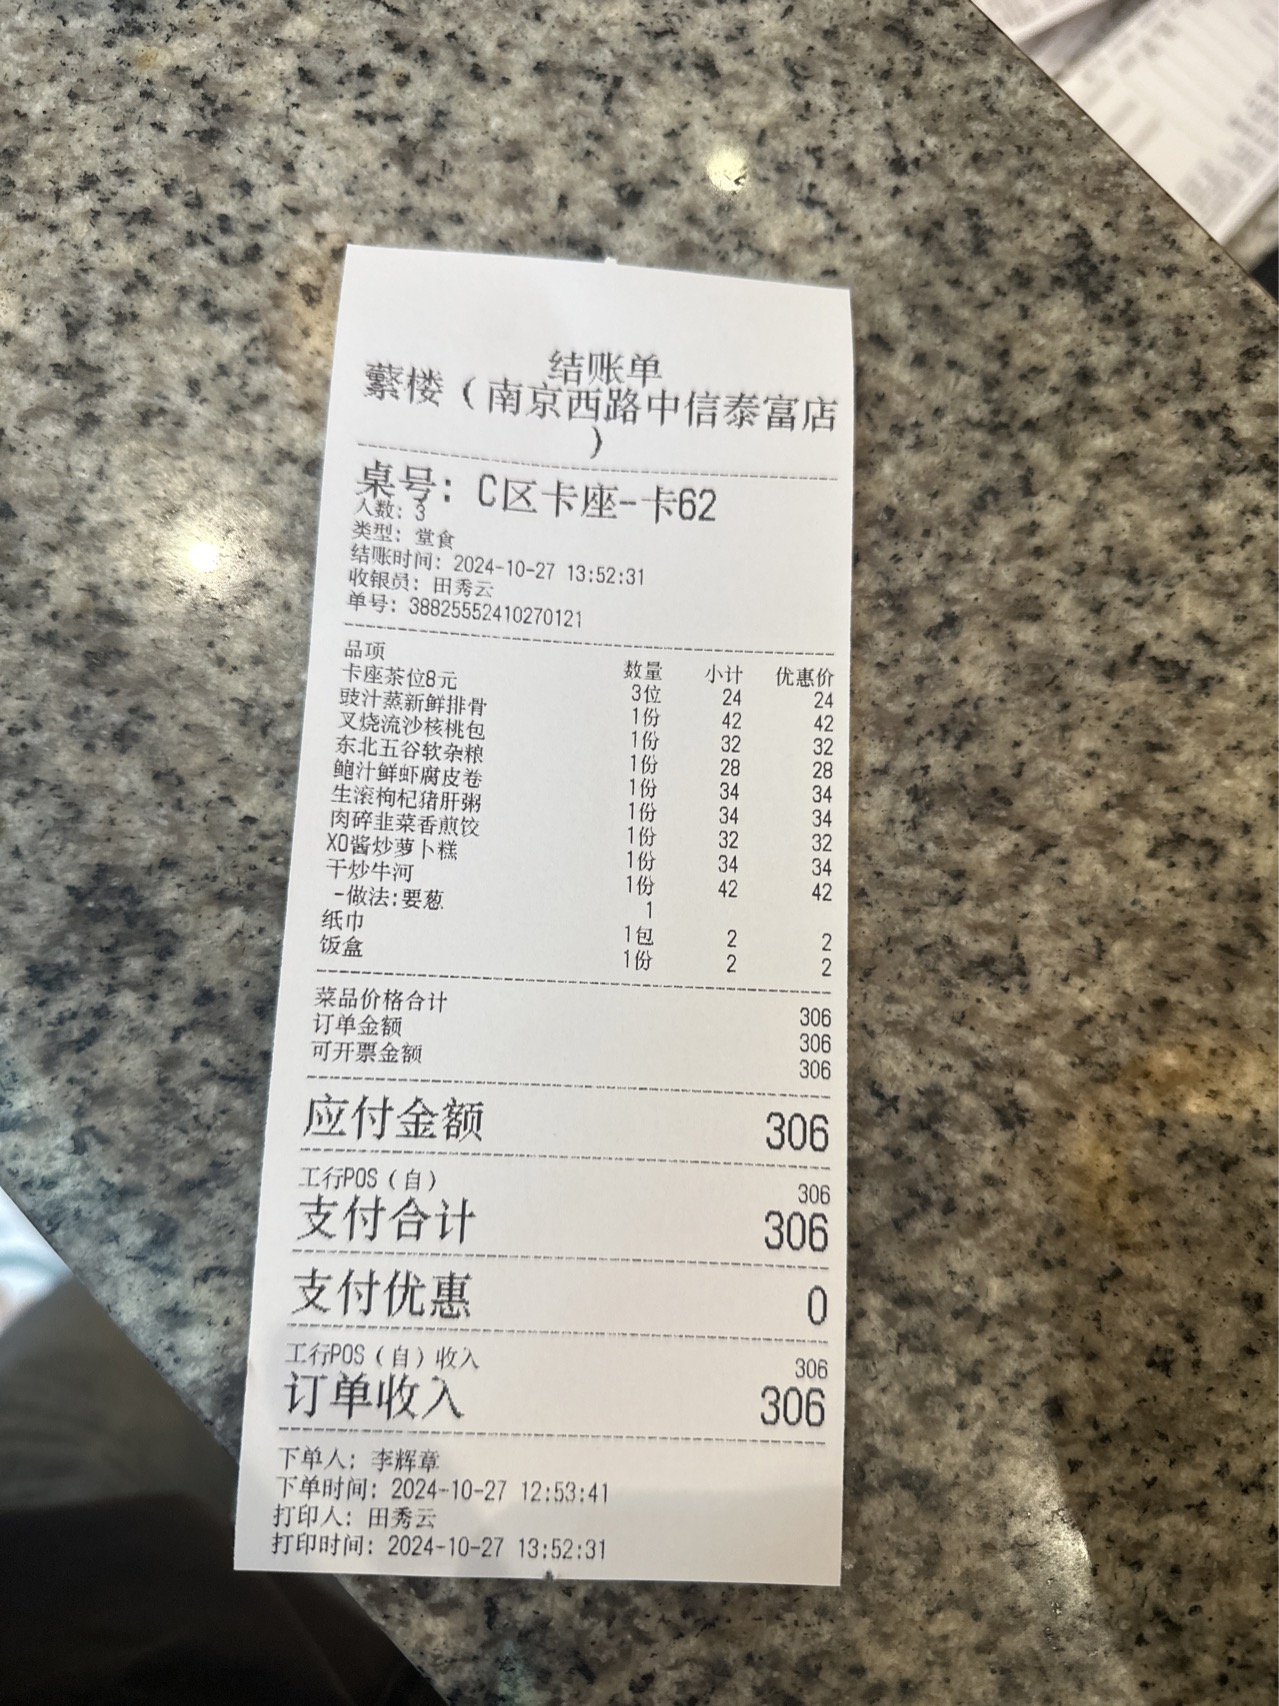 结账单
蘩楼（南京西路中信泰富店
）
桌号: C区卡座-卡62
人数: 3
类型: 堂食
结账时间: 2024-10-27 13:52:31
收银员: 田秀云
单号: 38825552410270121
品项 数量 小计 优惠价
卡座茶位8元 3位 24 24
豉汁蒸新鲜排骨 1份 42 42
叉烧流沙核桃包 1份 32 32
东北五谷软杂粮 1份 28 28
鲍汁鲜虾腐皮卷 1份 34 34
生滚枸杞猪肝粥 1份 34 34
肉碎韭菜香煎饺 1份 32 32
XO酱炒萝卜糕 1份 34 34
干炒牛河 1份 42 42
-做法:要葱 1
纸巾 1包 2 2
饭盒 1份 2 2
菜品价格合计 306
订单金额 306
可开票金额 306
应付金额 306
工行POS（自） 306
支付合计 306
支付优惠 0
工行POS（自）收入 306
订单收入 306
下单人: 李辉章
下单时间: 2024-10-27 12:53:41
打印人: 田秀云
打印时间: 2024-10-27 13:52:31